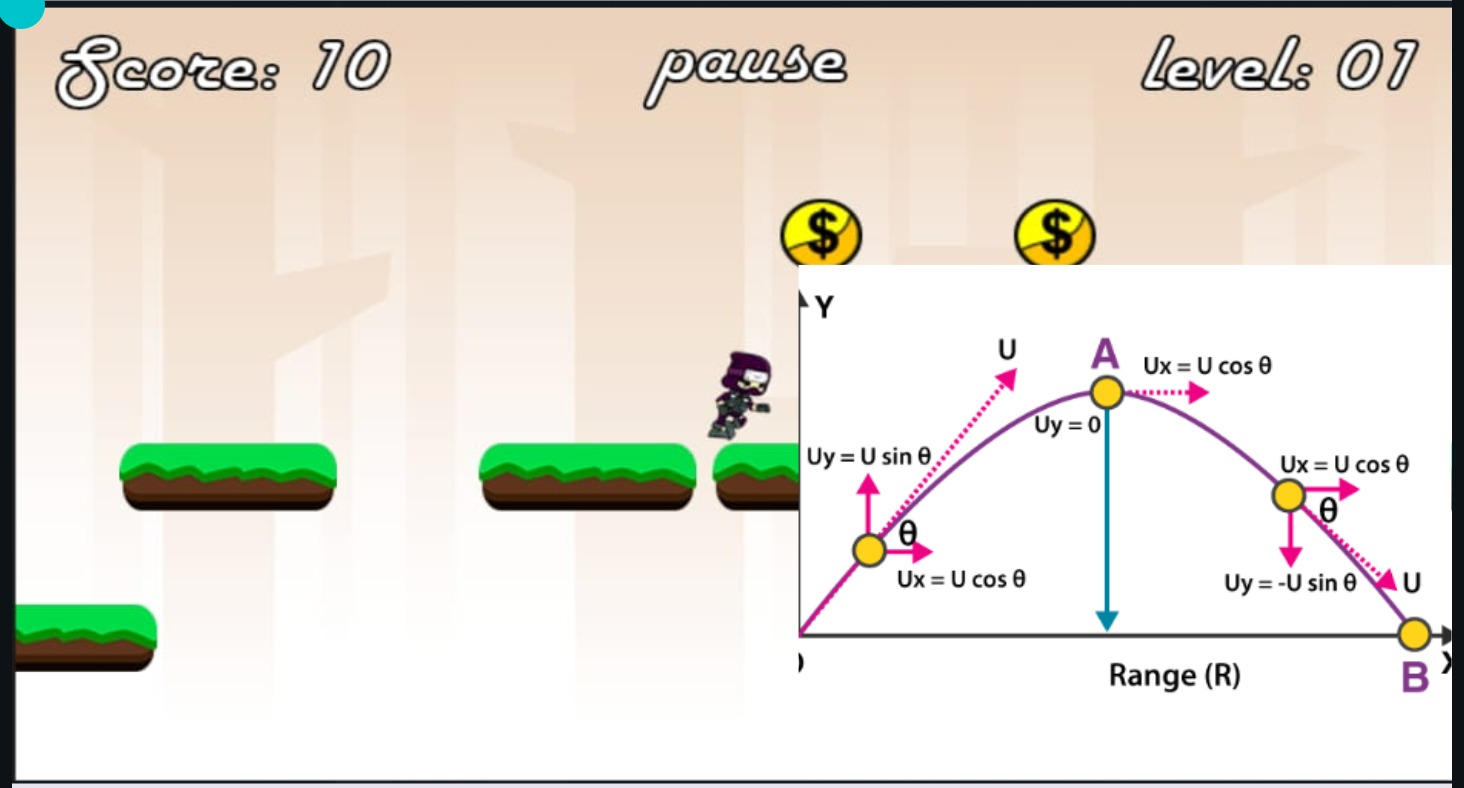 Score: 10
pause
level: 01
$
$
Y
U
A
Ux = U cos θ
Uy = 0
Uy = U sin θ
Ux = U cos θ
θ
θ
Ux = U cos θ
Uy = -U sin θ
U
Range (R)
B
X